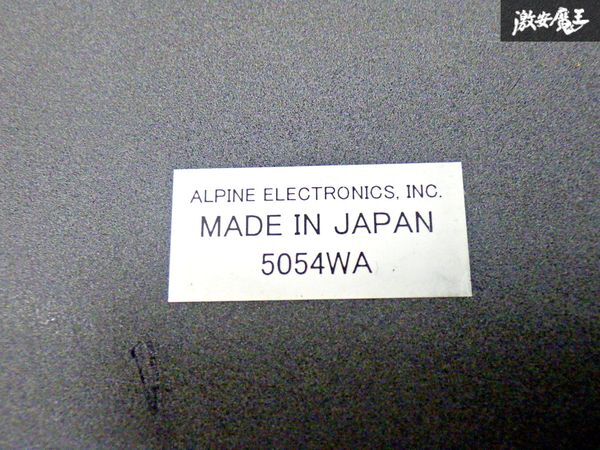 激安魔王
ALPINE ELECTRONICS, INC.
MADE IN JAPAN
5054WA